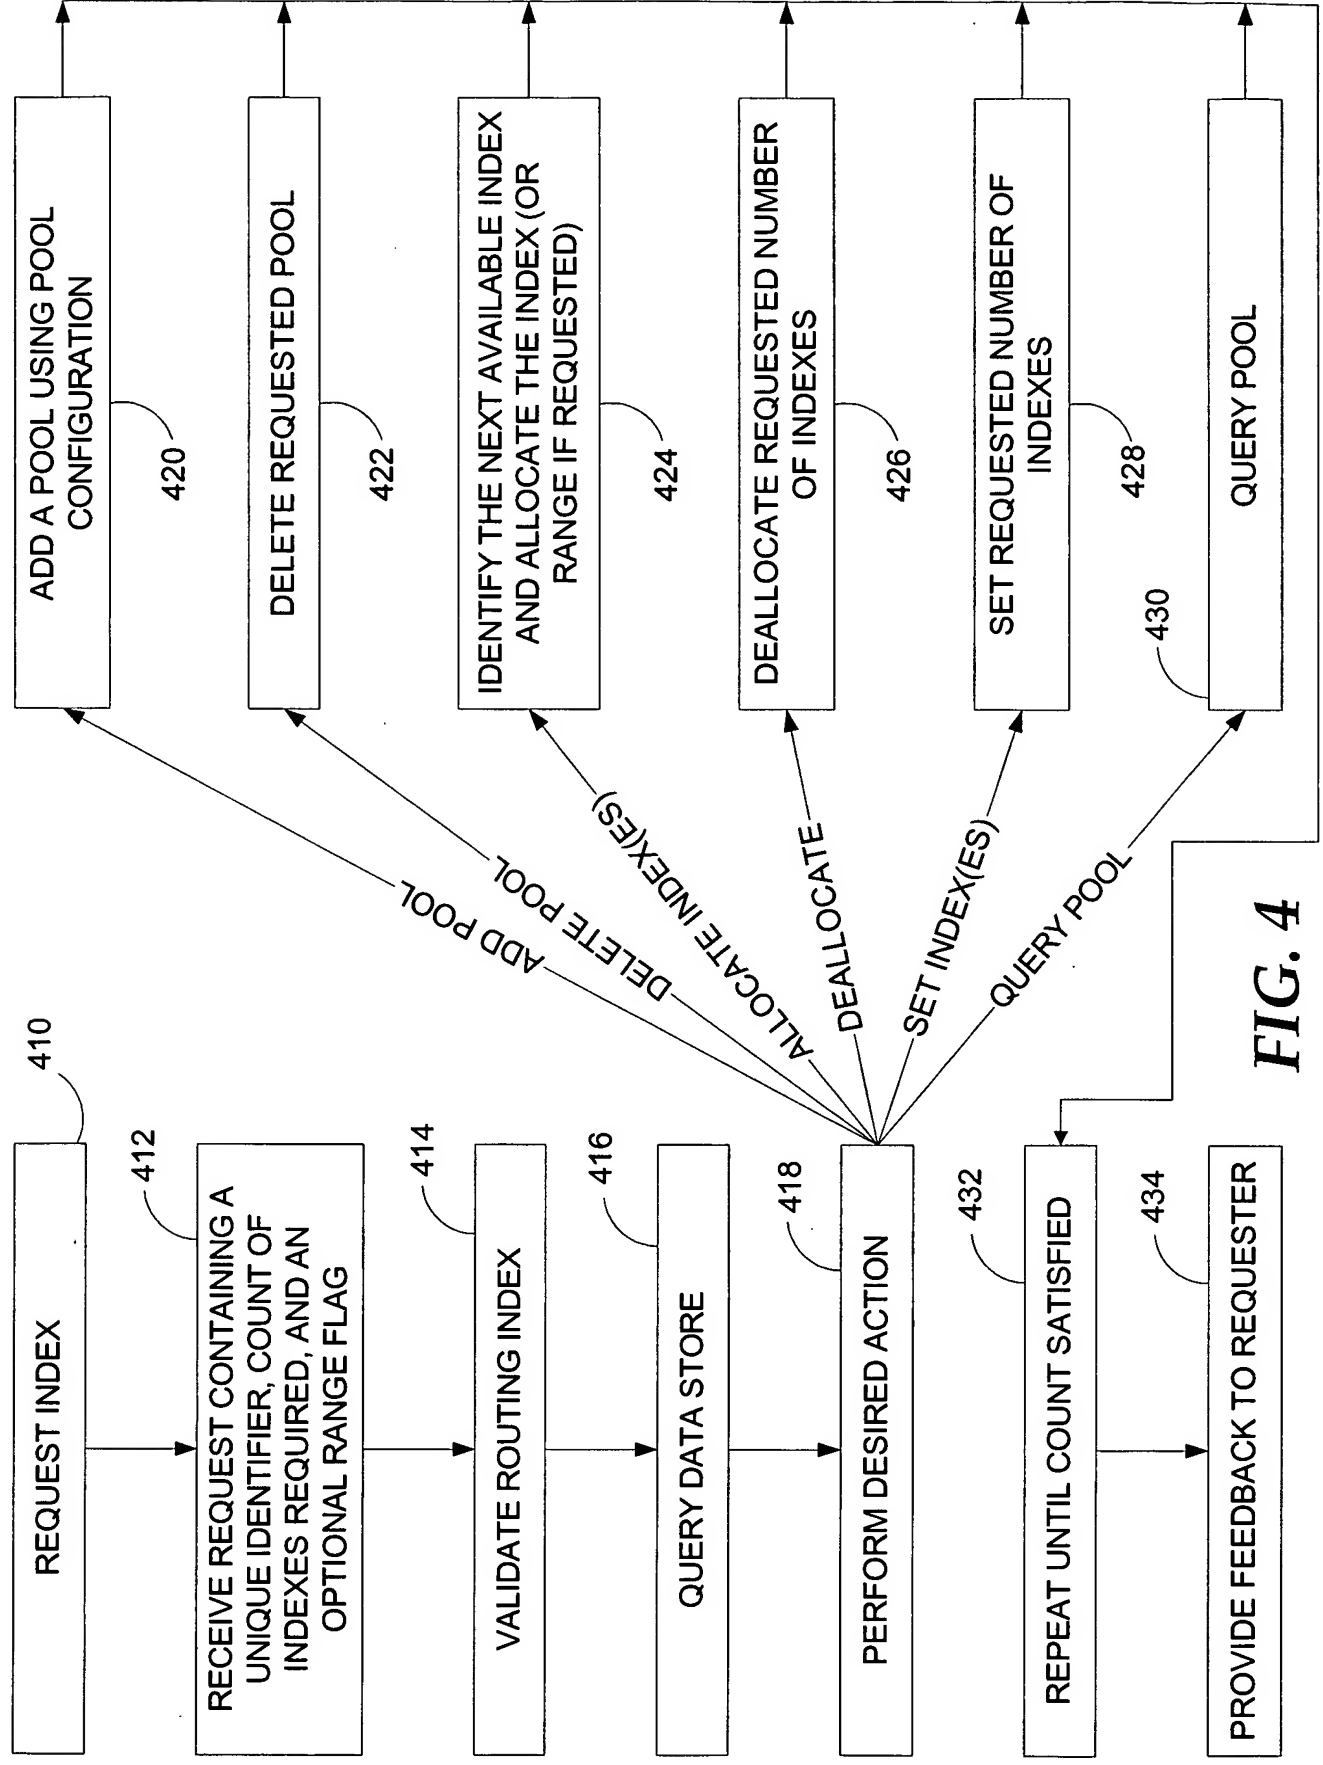 410
REQUEST INDEX
412
RECEIVE REQUEST CONTAINING A
UNIQUE IDENTIFIER, COUNT OF
INDEXES REQUIRED, AND AN
OPTIONAL RANGE FLAG
414
VALIDATE ROUTING INDEX
416
QUERY DATA STORE
418
PERFORM DESIRED ACTION
432
REPEAT UNTIL COUNT SATISFIED
434
PROVIDE FEEDBACK TO REQUESTER
ADD POOL
DELETE POOL
ALLOCATE INDEX(ES)
DEALLOCATE
SET INDEX(ES)
QUERY POOL
ADD A POOL USING POOL
CONFIGURATION
420
DELETE REQUESTED POOL
422
IDENTIFY THE NEXT AVAILABLE INDEX
AND ALLOCATE THE INDEX (OR
RANGE IF REQUESTED)
424
DEALLOCATE REQUESTED NUMBER
OF INDEXES
426
SET REQUESTED NUMBER OF
INDEXES
428
430
QUERY POOL
FIG. 4